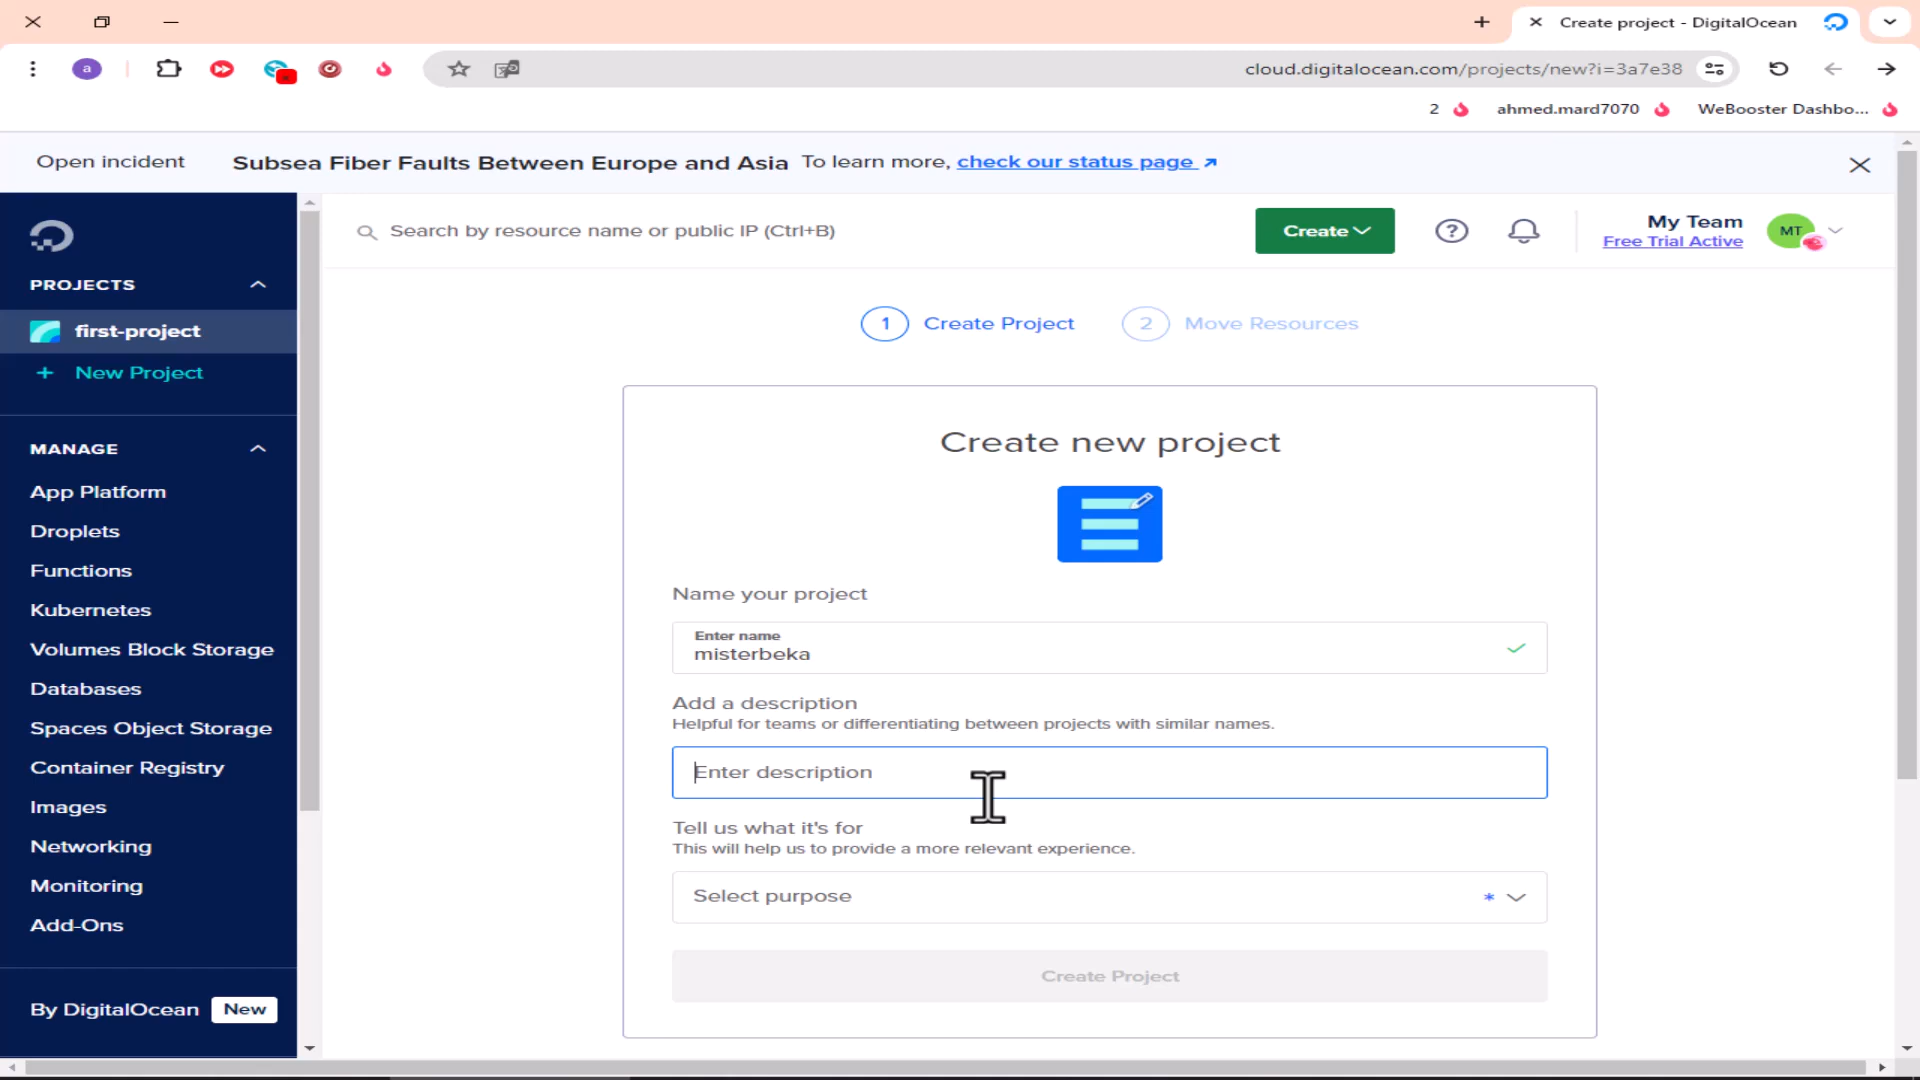 Create project - DigitalOcean
a
cloud.digitalocean.com/projects/new?i=3a7e38
2
ahmed.mard7070
WeBooster Dashbo...
Open incident
Subsea Fiber Faults Between Europe and Asia To learn more, check our status page
Search by resource name or public IP (Ctrl+B)
Create
?
My Team
Free Trial Active
MT
PROJECTS
first-project
+ New Project
MANAGE
App Platform
Droplets
Functions
Kubernetes
Volumes Block Storage
Databases
Spaces Object Storage
Container Registry
Images
Networking
Monitoring
Add-Ons
By DigitalOcean New
1 Create Project
2 Move Resources
Create new project
Name your project
Enter name
misterbeka
Add a description
Helpful for teams or differentiating between projects with similar names.
Enter description
Tell us what it's for
This will help us to provide a more relevant experience.
Select purpose *
Create Project